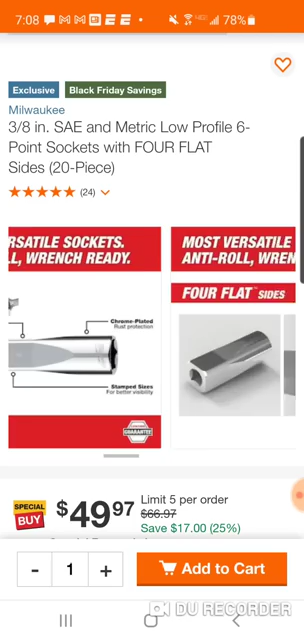 7:08
78%
Exclusive
Black Friday Savings
Milwaukee
3/8 in. SAE and Metric Low Profile 6-
Point Sockets with FOUR FLAT
Sides (20-Piece)
(24)
RSATILE SOCKETS.
L, WRENCH READY.
Chrome-Plated
Rust protection
Stamped Sizes
For better visibility
GUARANTEE
MOST VERSATILE
ANTI-ROLL, WREN
FOUR FLAT™ SIDES
SPECIAL
BUY
$49.97
Limit 5 per order
$66.97
Save $17.00 (25%)
- 1 +
Add to Cart
DU RECORDER